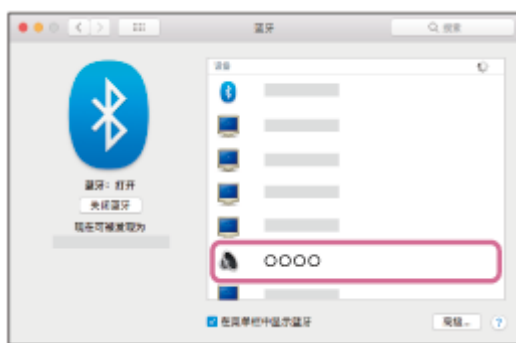 蓝牙
搜索
设备
蓝牙：打开
关闭蓝牙
现在可被发现为
○○○○
在菜单栏中显示蓝牙
高级...
?